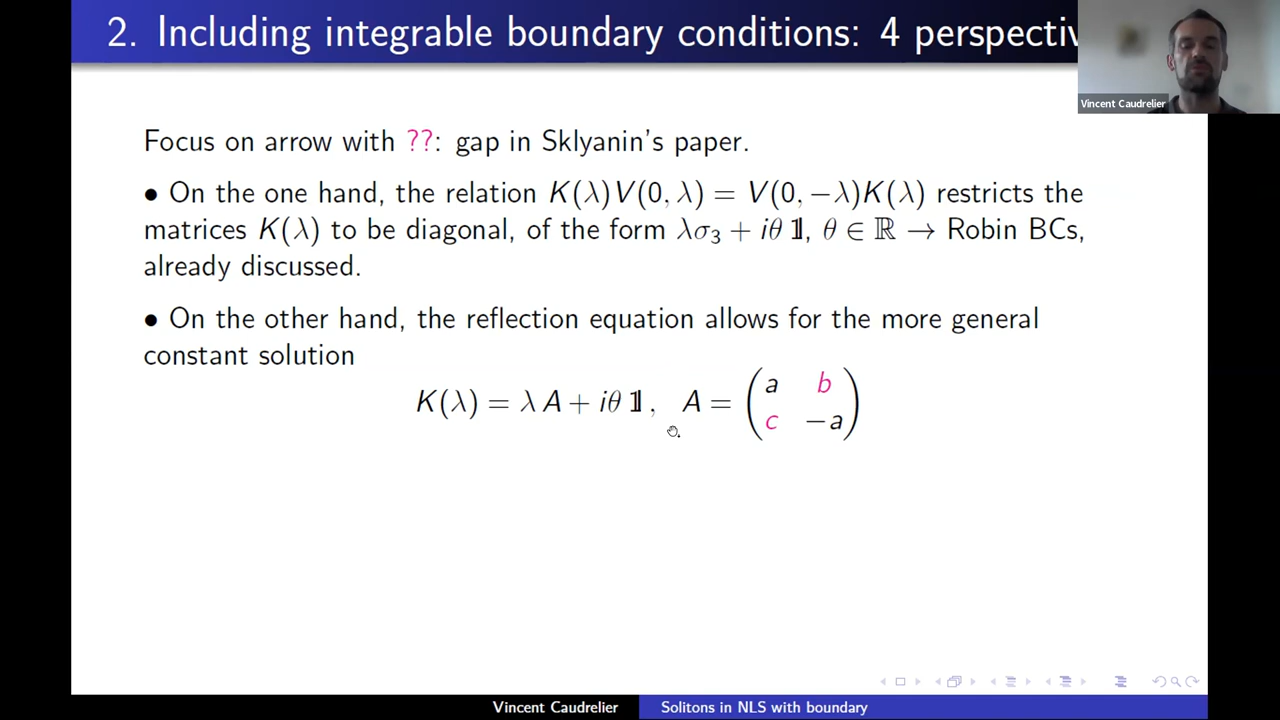 2. Including integrable boundary conditions: 4 perspectiv
Vincent Caudrelier
Focus on arrow with ??: gap in Sklyanin's paper.
• On the one hand, the relation K(λ)V(0, λ) = V(0, −λ)K(λ) restricts the
matrices K(λ) to be diagonal, of the form λσ₃ + iθ 𝟙, θ ∈ ℝ → Robin BCs,
already discussed.
• On the other hand, the reflection equation allows for the more general
constant solution
K(λ) = λ A + iθ 𝟙 , A = ( a b
c −a )
Vincent Caudrelier
Solitons in NLS with boundary